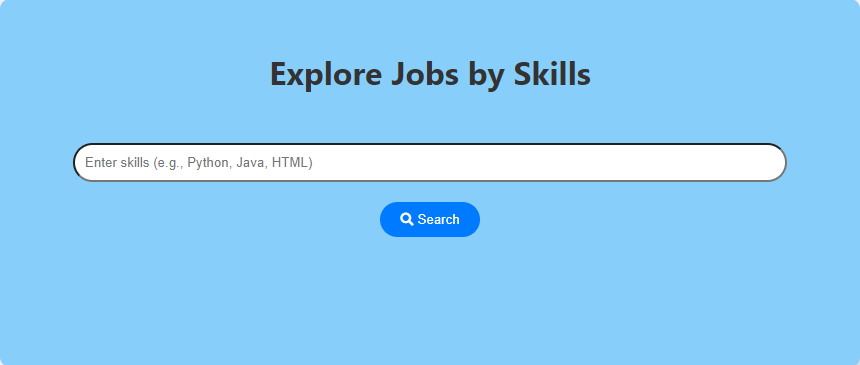 Explore Jobs by Skills
Enter skills (e.g., Python, Java, HTML)
Search